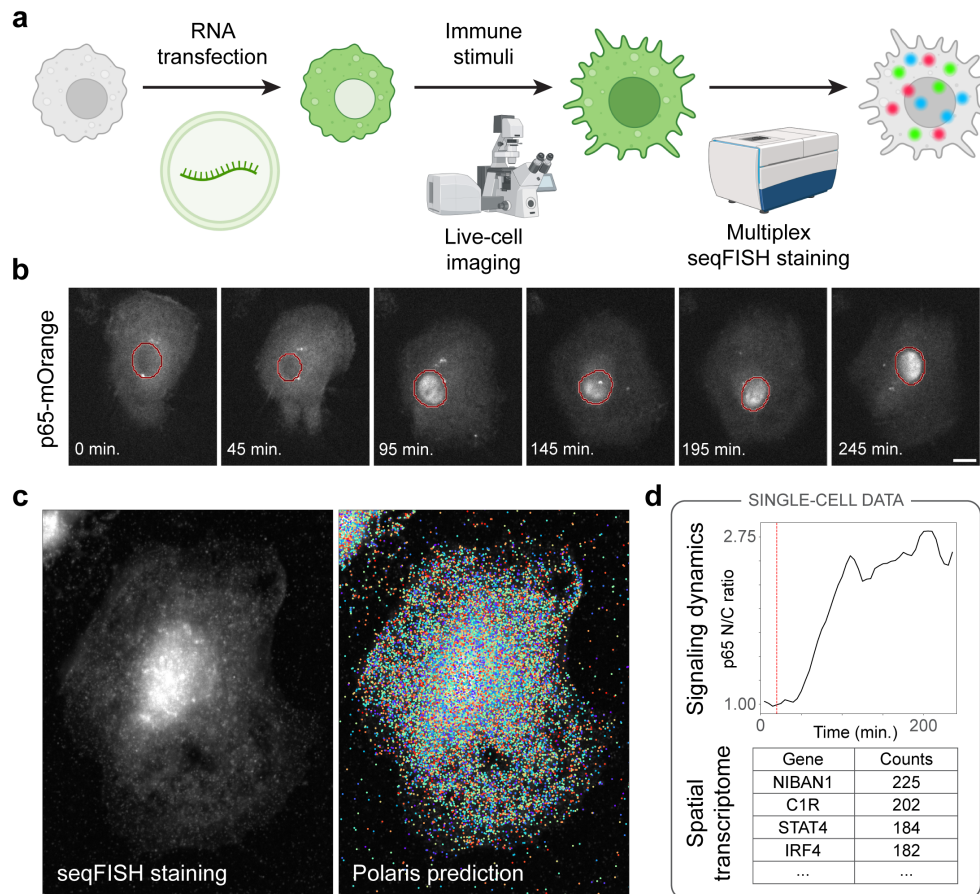 a
RNA
transfection
Immune
stimuli
Live-cell
imaging
Multiplex
seqFISH staining
b
p65-mOrange
0 min.
45 min.
95 min.
145 min.
195 min.
245 min.
c
seqFISH staining
Polaris prediction
d
SINGLE-CELL DATA
Signaling dynamics
p65 N/C ratio
2.75
1.00
0
200
Time (min.)
Spatial
transcriptome
Gene Counts
NIBAN1 225
C1R 202
STAT4 184
IRF4 182
... ...